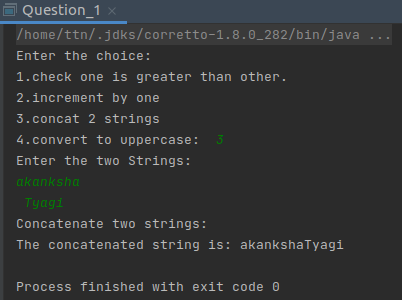 Question_1
/home/ttn/.jdks/corretto-1.8.0_282/bin/java ...
Enter the choice:
1.check one is greater than other.
2.increment by one
3.concat 2 strings
4.convert to uppercase:  3
Enter the two Strings:
akanksha
 Tyagi
Concatenate two strings:
The concatenated string is: akankshaTyagi
Process finished with exit code 0